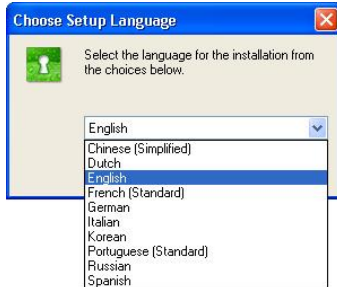 Choose Setup Language
Select the language for the installation from
the choices below.
English
Chinese (Simplified)
Dutch
English
French (Standard)
German
Italian
Korean
Portuguese (Standard)
Russian
Spanish